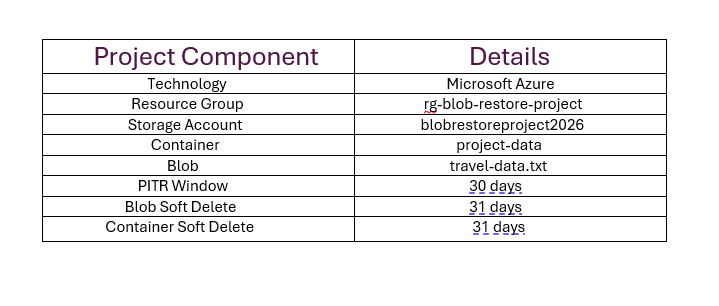 Project Component Details
Technology Microsoft Azure
Resource Group rg-blob-restore-project
Storage Account blobrestoreproject2026
Container project-data
Blob travel-data.txt
PITR Window 30 days
Blob Soft Delete 31 days
Container Soft Delete 31 days